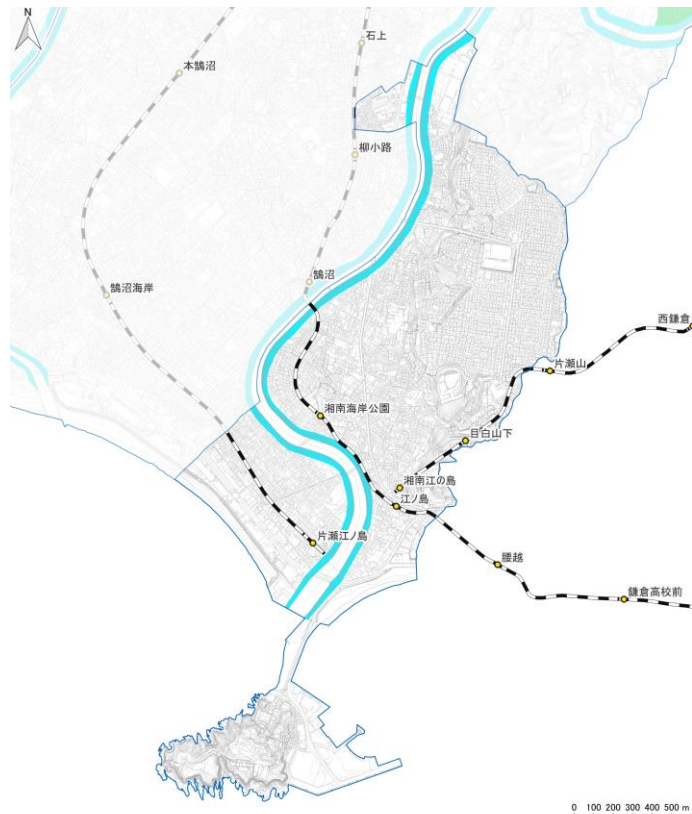 N
石上
本鵠沼
柳小路
鵠沼
鵠沼海岸
西鎌倉
片瀬山
湘南海岸公園
目白山下
湘南江の島
江ノ島
片瀬江ノ島
腰越
鎌倉高校前
0 100 200 300 400 500 m